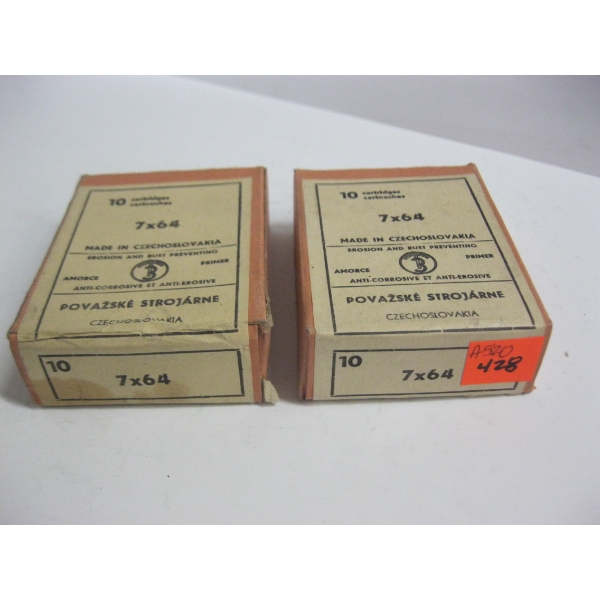 10 cartridges
cartouches
7x64
MADE IN CZECHOSLOVAKIA
EROSION AND RUST PREVENTING
AMORCE PRIMER
ANTI-CORROSIVE ET ANTI-EROSIVE
POVAŽSKÉ STROJÁRNE
CZECHOSLOVAKIA
10
7x64
10 cartridges
cartouches
7x64
MADE IN CZECHOSLOVAKIA
EROSION AND RUST PREVENTING
AMORCE PRIMER
ANTI-CORROSIVE ET ANTI-EROSIVE
POVAŽSKÉ STROJÁRNE
CZECHOSLOVAKIA
10
7x64
A520
428